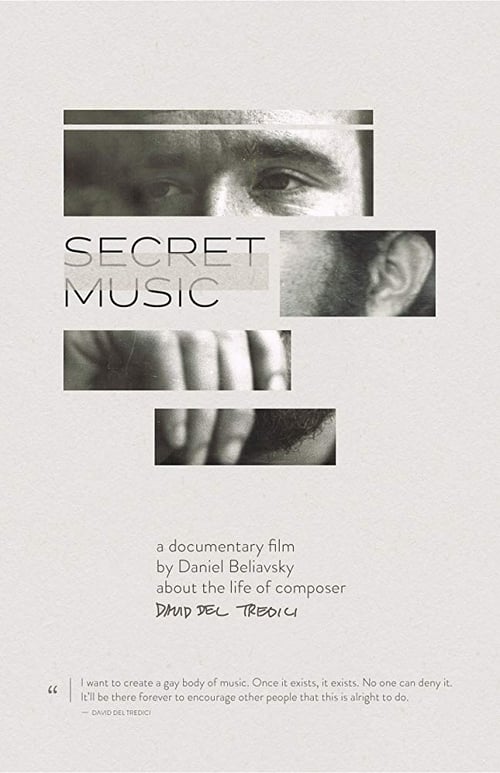 SECRET
MUSIC
a documentary film
by Daniel Beliavsky
about the life of composer
DAVID DEL TREDICI
“
I want to create a gay body of music. Once it exists, it exists. No one can deny it.
It'll be there forever to encourage other people that this is alright to do.
— DAVID DEL TREDICI